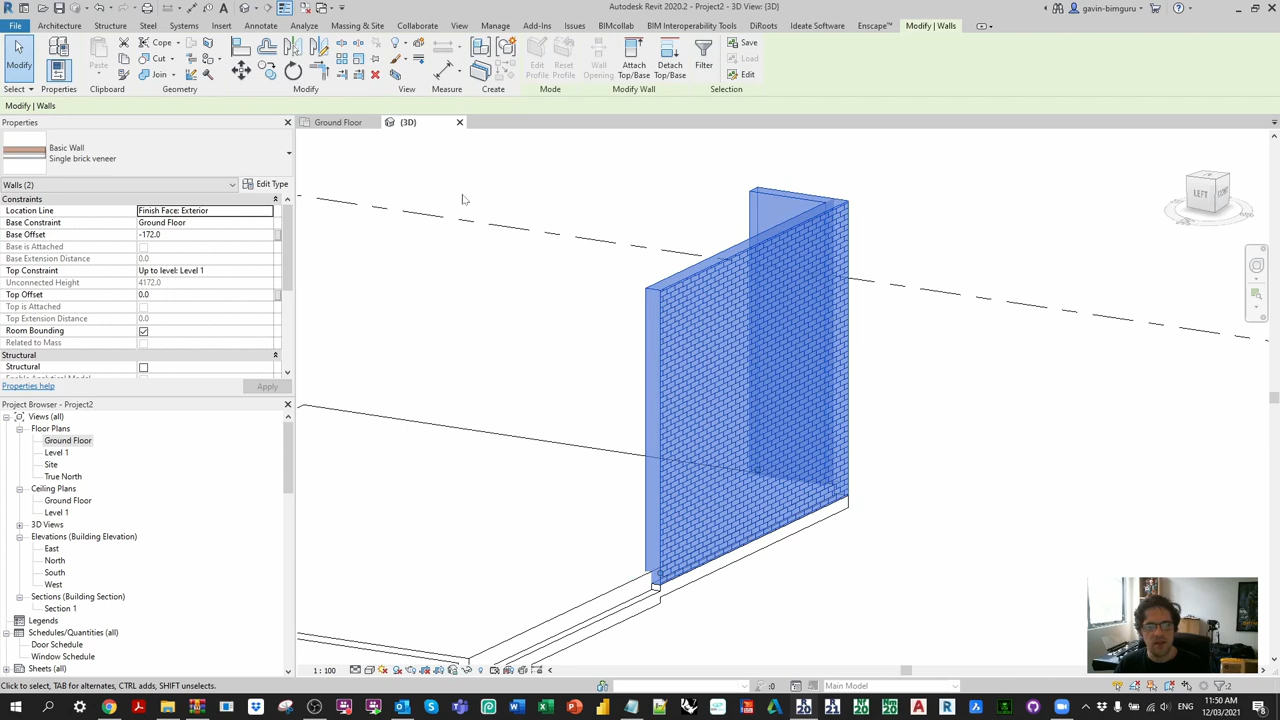 Autodesk Revit 2020.2 - Project2 - 3D View: {3D}
gavin-bimguru
File
Architecture
Structure
Steel
Systems
Insert
Annotate
Analyze
Massing & Site
Collaborate
View
Manage
Add-Ins
Issues
BIMcollab
BIM Interoperability Tools
DiRoots
Ideate Software
Enscape™
Modify | Walls
Modify
Paste
Cope
Cut
Join
Edit Profile
Reset Profile
Wall Opening
Attach Top/Base
Detach Top/Base
Filter
Save
Load
Edit
Select
Properties
Clipboard
Geometry
Modify
View
Measure
Create
Mode
Modify Wall
Selection
Modify | Walls
Properties
Ground Floor
{3D}
Basic Wall
Single brick veneer
Walls (2)
Edit Type
Constraints
Location Line Finish Face: Exterior
Base Constraint Ground Floor
Base Offset -172.0
Base is Attached
Base Extension Distance 0.0
Top Constraint Up to level: Level 1
Unconnected Height 4172.0
Top Offset 0.0
Top is Attached
Top Extension Distance 0.0
Room Bounding
Related to Mass
Structural
Structural
Properties help
Apply
Project Browser - Project2
Views (all)
Floor Plans
Ground Floor
Level 1
Site
True North
Ceiling Plans
Ground Floor
Level 1
3D Views
Elevations (Building Elevation)
East
North
South
West
Sections (Building Section)
Section 1
Legends
Schedules/Quantities (all)
Door Schedule
Window Schedule
Sheets (all)
LEFT
1 : 100
Click to select, TAB for alternates, CTRL adds, SHIFT unselects.
:0
Main Model
:2
11:50 AM
ENG
12/03/2021